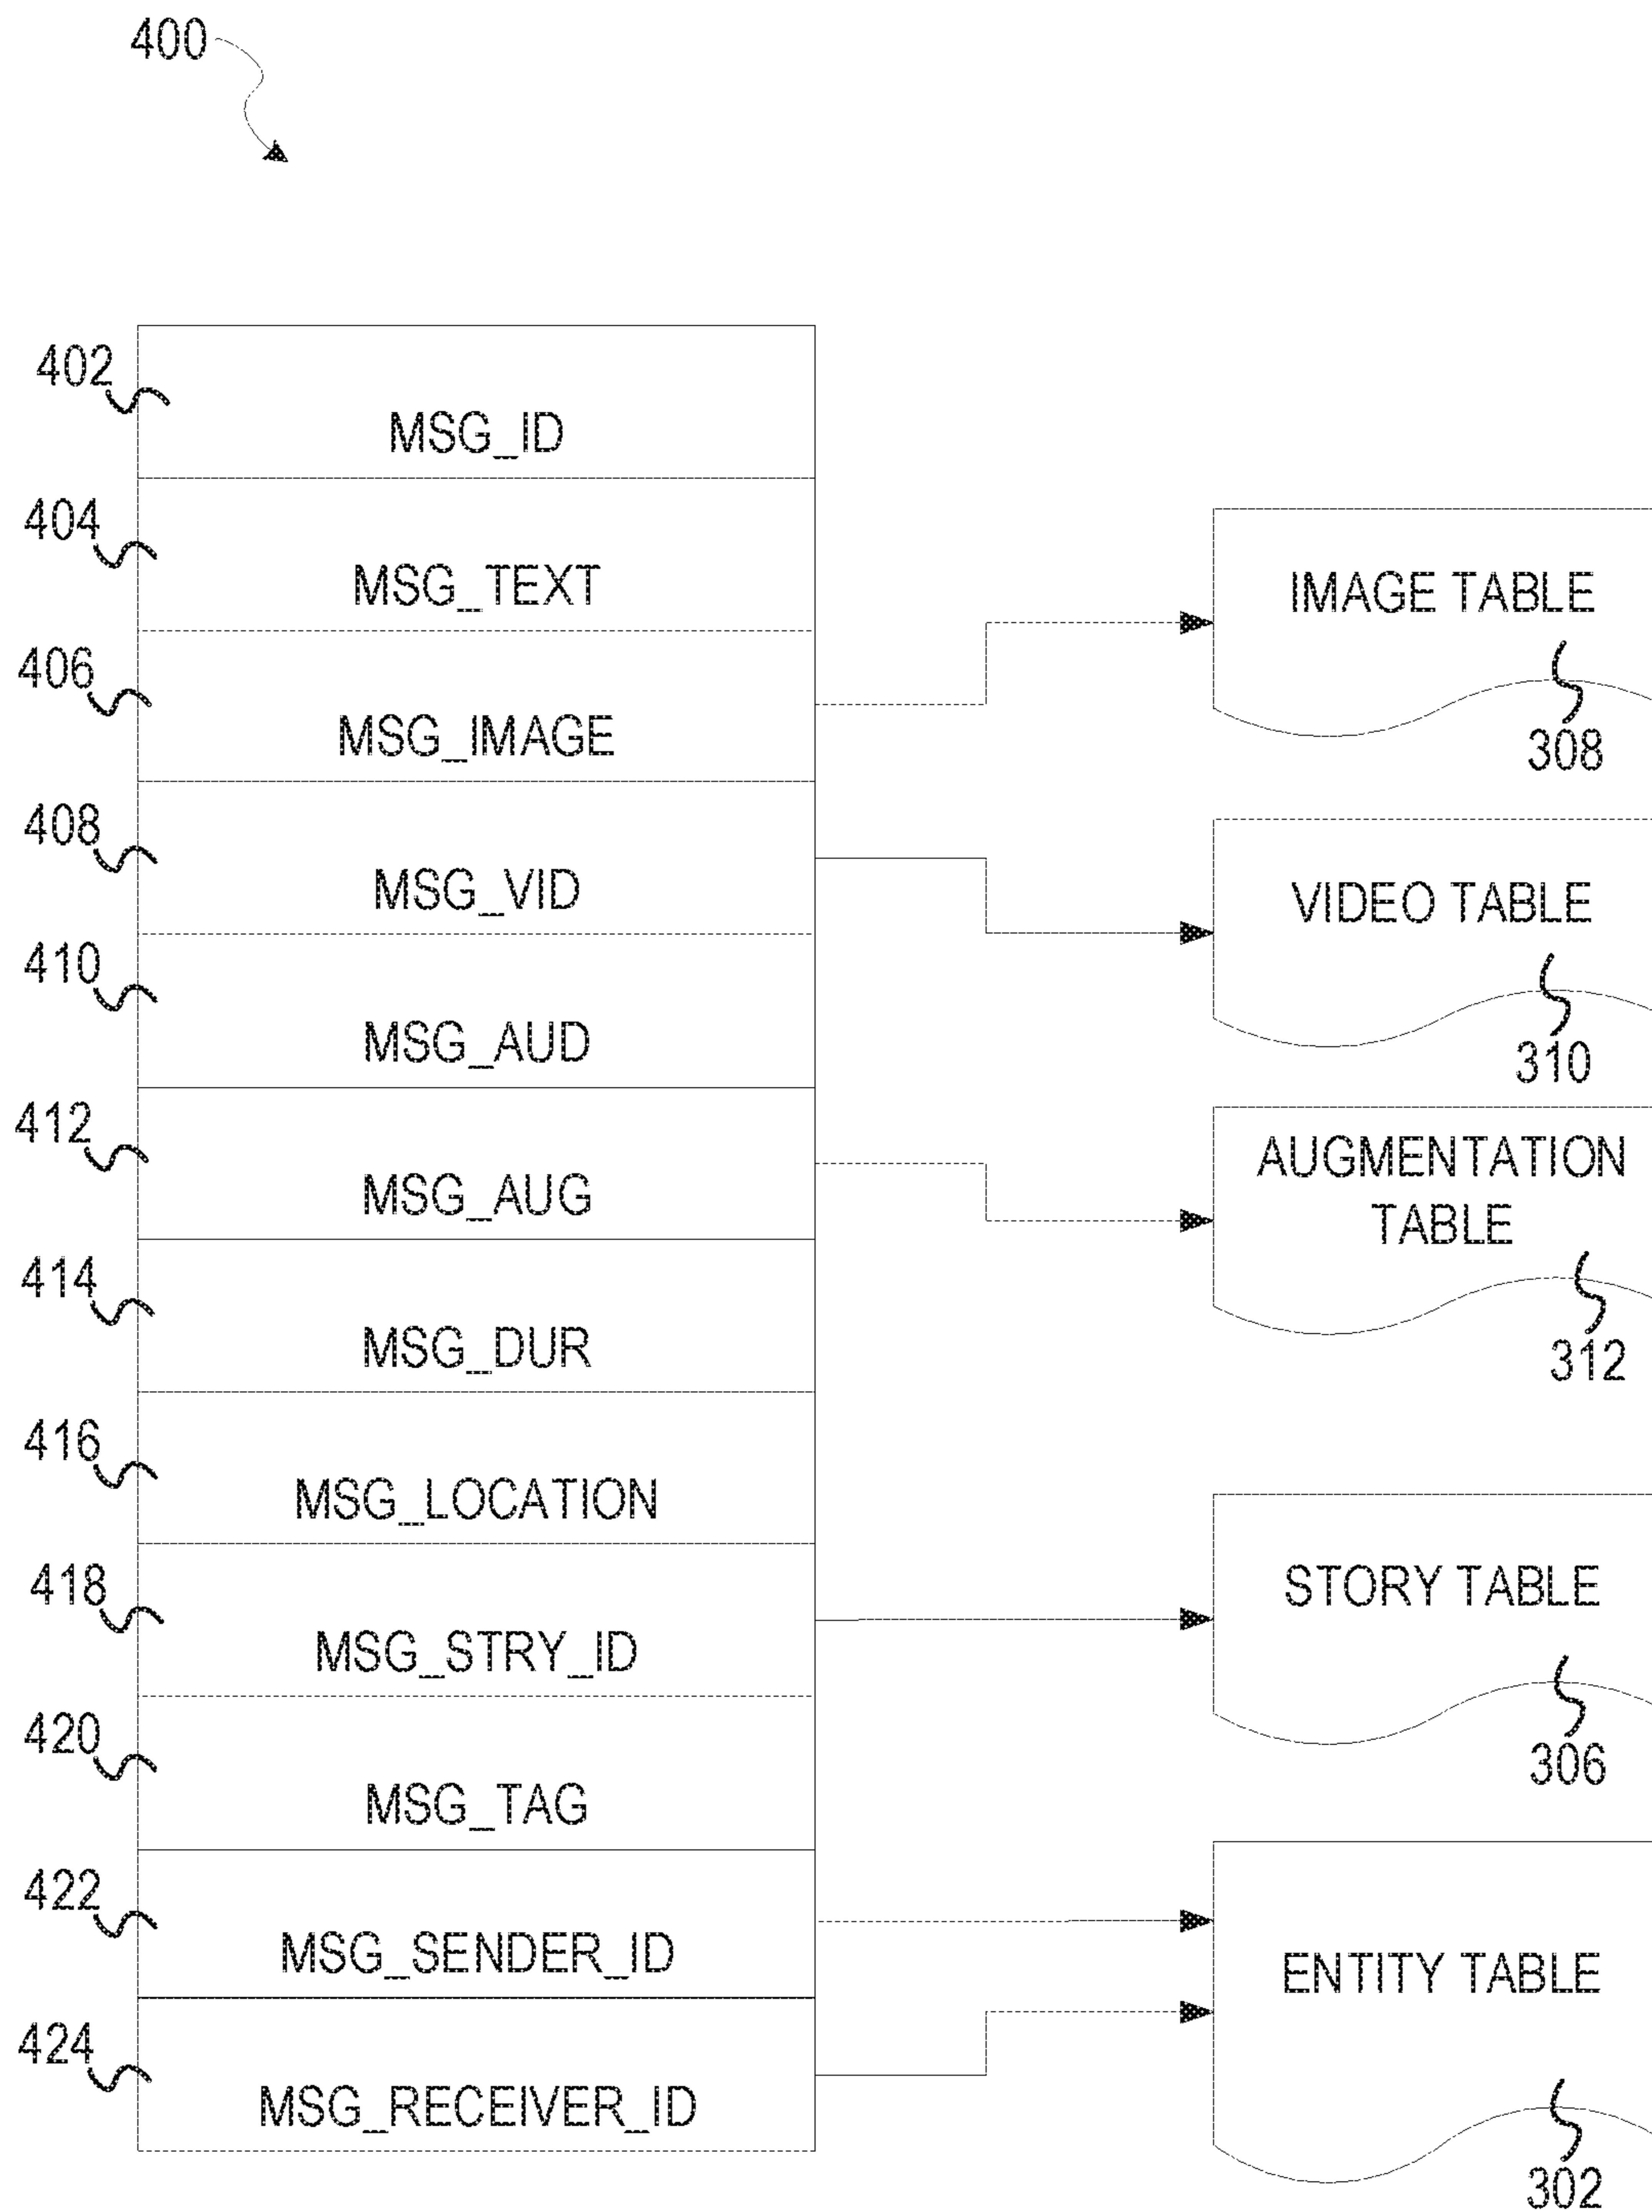 400
402
MSG_ID
404
MSG_TEXT
406
MSG_IMAGE
408
MSG_VID
410
MSG_AUD
412
MSG_AUG
414
MSG_DUR
416
MSG_LOCATION
418
MSG_STRY_ID
420
MSG_TAG
422
MSG_SENDER_ID
424
MSG_RECEIVER_ID
IMAGE TABLE
308
VIDEO TABLE
310
AUGMENTATION
TABLE
312
STORY TABLE
306
ENTITY TABLE
302